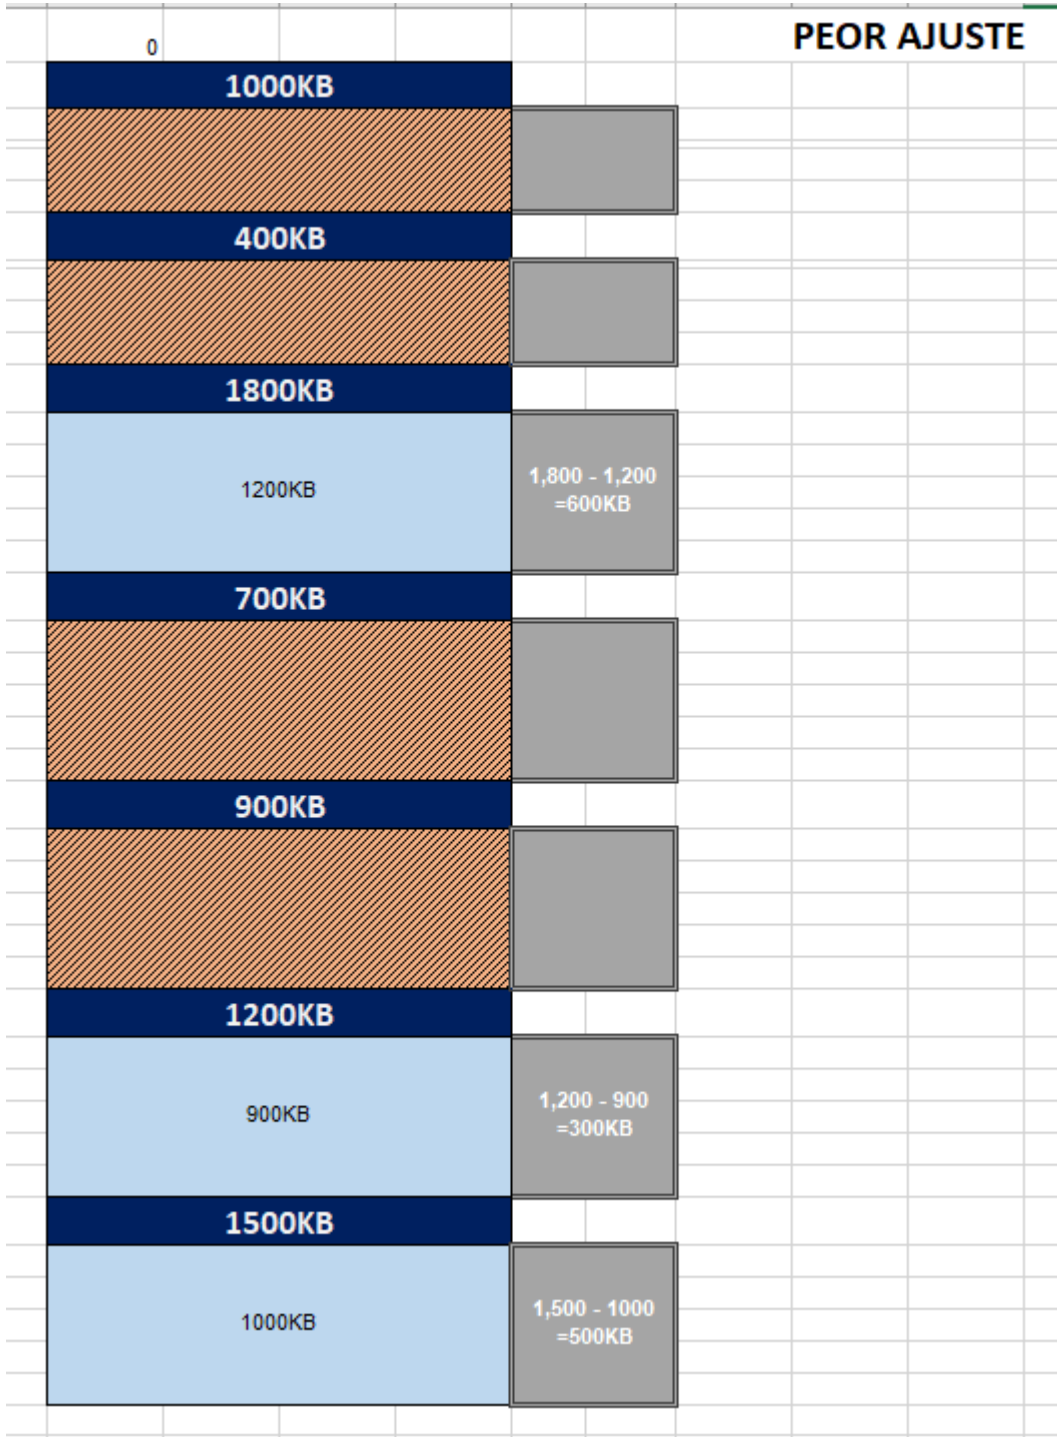 PEOR AJUSTE
0
1000KB
400KB
1800KB
1200KB
1,800 - 1,200
=600KB
700KB
900KB
1200KB
900KB
1,200 - 900
=300KB
1500KB
1000KB
1,500 - 1000
=500KB